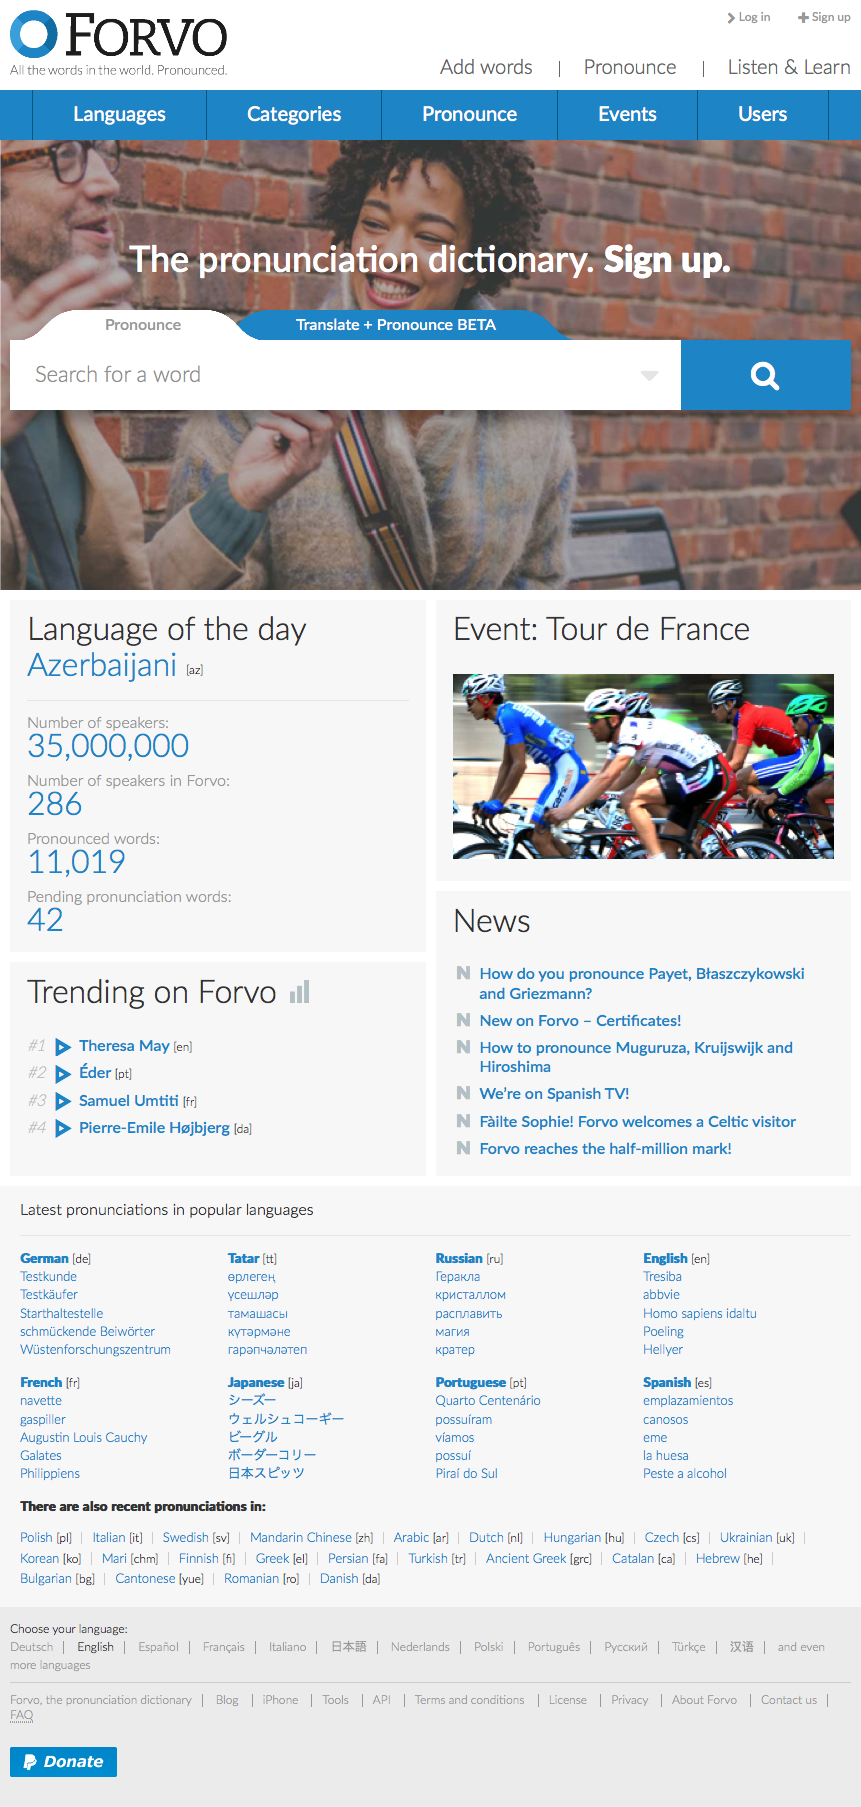 FORVO
All the words in the world. Pronounced.
Log in
Sign up
Add words | Pronounce | Listen & Learn
Languages
Categories
Pronounce
Events
Users
The pronunciation dictionary. Sign up.
Pronounce
Translate + Pronounce BETA
Search for a word
Language of the day
Azerbaijani [az]
Number of speakers:
35,000,000
Number of speakers in Forvo:
286
Pronounced words:
11,019
Pending pronunciation words:
42
Trending on Forvo
#1 Theresa May [en]
#2 Éder [pt]
#3 Samuel Umtiti [fr]
#4 Pierre-Emile Højbjerg [da]
Event: Tour de France
News
N How do you pronounce Payet, Błaszczykowski
and Griezmann?
N New on Forvo – Certificates!
N How to pronounce Muguruza, Kruijswijk and
Hiroshima
N We're on Spanish TV!
N Fàilte Sophie! Forvo welcomes a Celtic visitor
N Forvo reaches the half-million mark!
Latest pronunciations in popular languages
German [de]
Testkunde
Testkäufer
Starthaltestelle
schmückende Beiwörter
Wüstenforschungszentrum
Tatar [tt]
өрлегең
үсешләр
тамашасы
күтәрмәне
гарәпчәләтеп
Russian [ru]
Геракла
кристаллом
расплавить
магия
кратер
English [en]
Tresiba
abbvie
Homo sapiens idaltu
Poeling
Hellyer
French [fr]
navette
gaspiller
Augustin Louis Cauchy
Galates
Philippiens
Japanese [ja]
シーズー
ウェルシュコーギー
ビーグル
ボーダーコリー
日本スピッツ
Portuguese [pt]
Quarto Centenário
possuíram
víamos
possuí
Piraí do Sul
Spanish [es]
emplazamientos
canosos
eme
la huesa
Peste a alcohol
There are also recent pronunciations in:
Polish [pl] | Italian [it] | Swedish [sv] | Mandarin Chinese [zh] | Arabic [ar] | Dutch [nl] | Hungarian [hu] | Czech [cs] | Ukrainian [uk] |
Korean [ko] | Mari [chm] | Finnish [fi] | Greek [el] | Persian [fa] | Turkish [tr] | Ancient Greek [grc] | Catalan [ca] | Hebrew [he] |
Bulgarian [bg] | Cantonese [yue] | Romanian [ro] | Danish [da]
Choose your language:
Deutsch | English | Español | Français | Italiano | 日本語 | Nederlands | Polski | Português | Русский | Türkçe | 汉语 | and even
more languages
Forvo, the pronunciation dictionary | Blog | iPhone | Tools | API | Terms and conditions | License | Privacy | About Forvo | Contact us |
FAQ
Donate